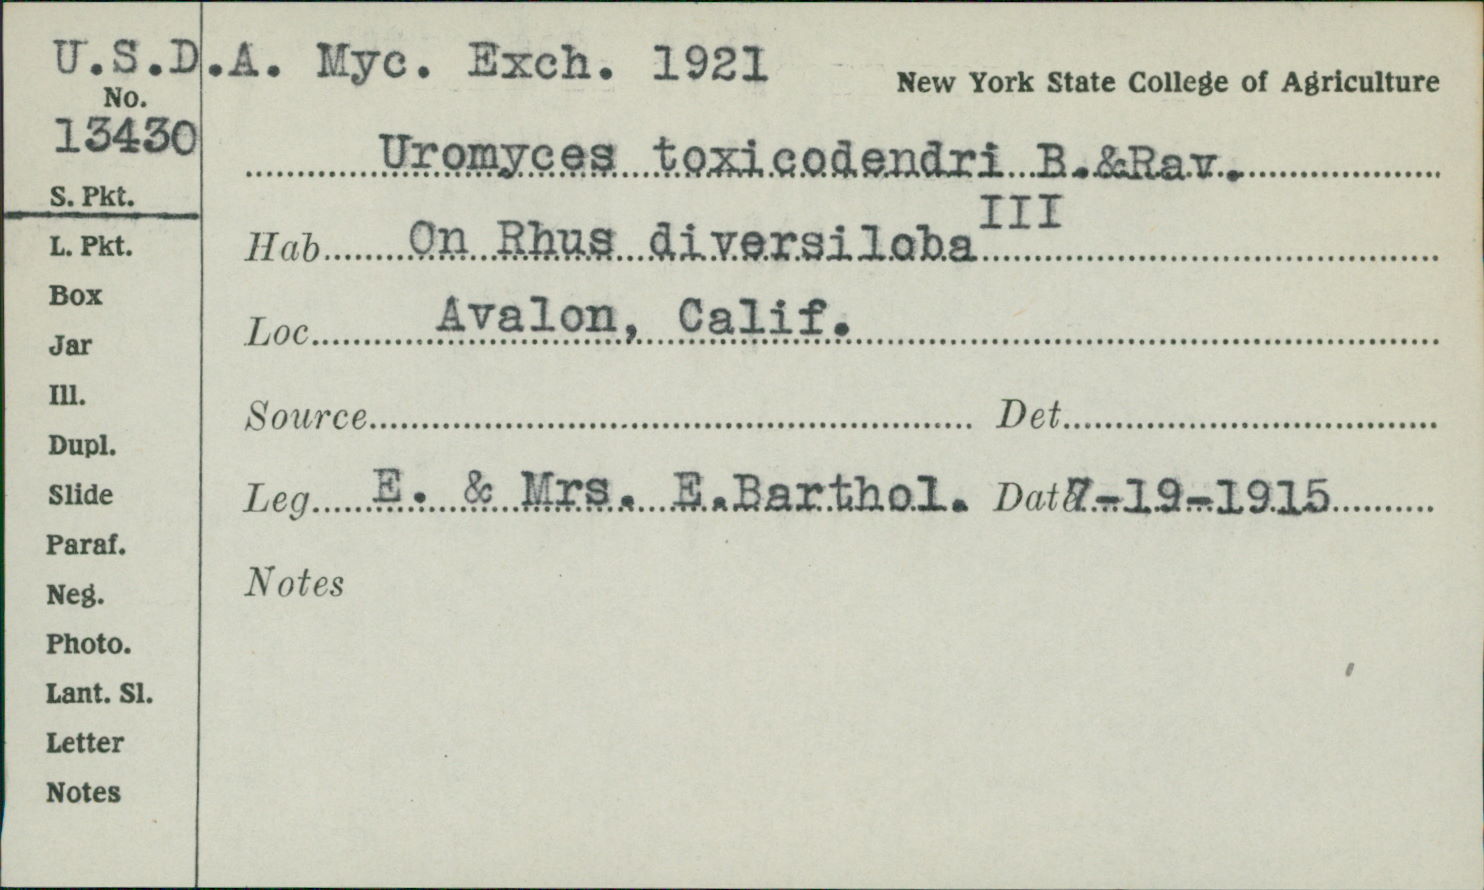 U.S.D.A. Myc. Exch. 1921
New York State College of Agriculture
No.
13430
Uromyces toxicodendri B.&Rav.
S. Pkt.
III
Hab. On Rhus diversiloba
L. Pkt.
Box
Loc. Avalon, Calif.
Jar
Ill.
Source Det.
Dupl.
Slide
Leg. E. & Mrs. E.Barthol. Date 7-19-1915
Paraf.
Neg.
Notes
Photo.
Lant. Sl.
Letter
Notes